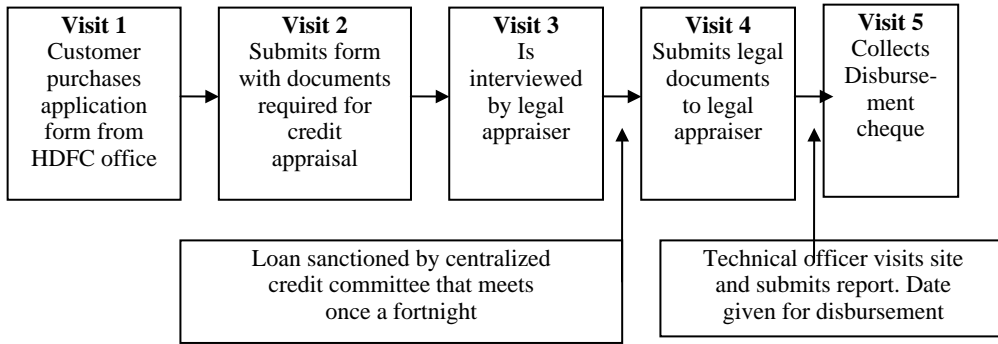 Visit 1
Customer
purchases
application
form from
HDFC office
Visit 2
Submits form
with documents
required for
credit
appraisal
Visit 3
Is
interviewed
by legal
appraiser
Visit 4
Submits legal
documents
to legal
appraiser
Visit 5
Collects
Disburse-
ment
cheque
Loan sanctioned by centralized
credit committee that meets
once a fortnight
Technical officer visits site
and submits report. Date
given for disbursement